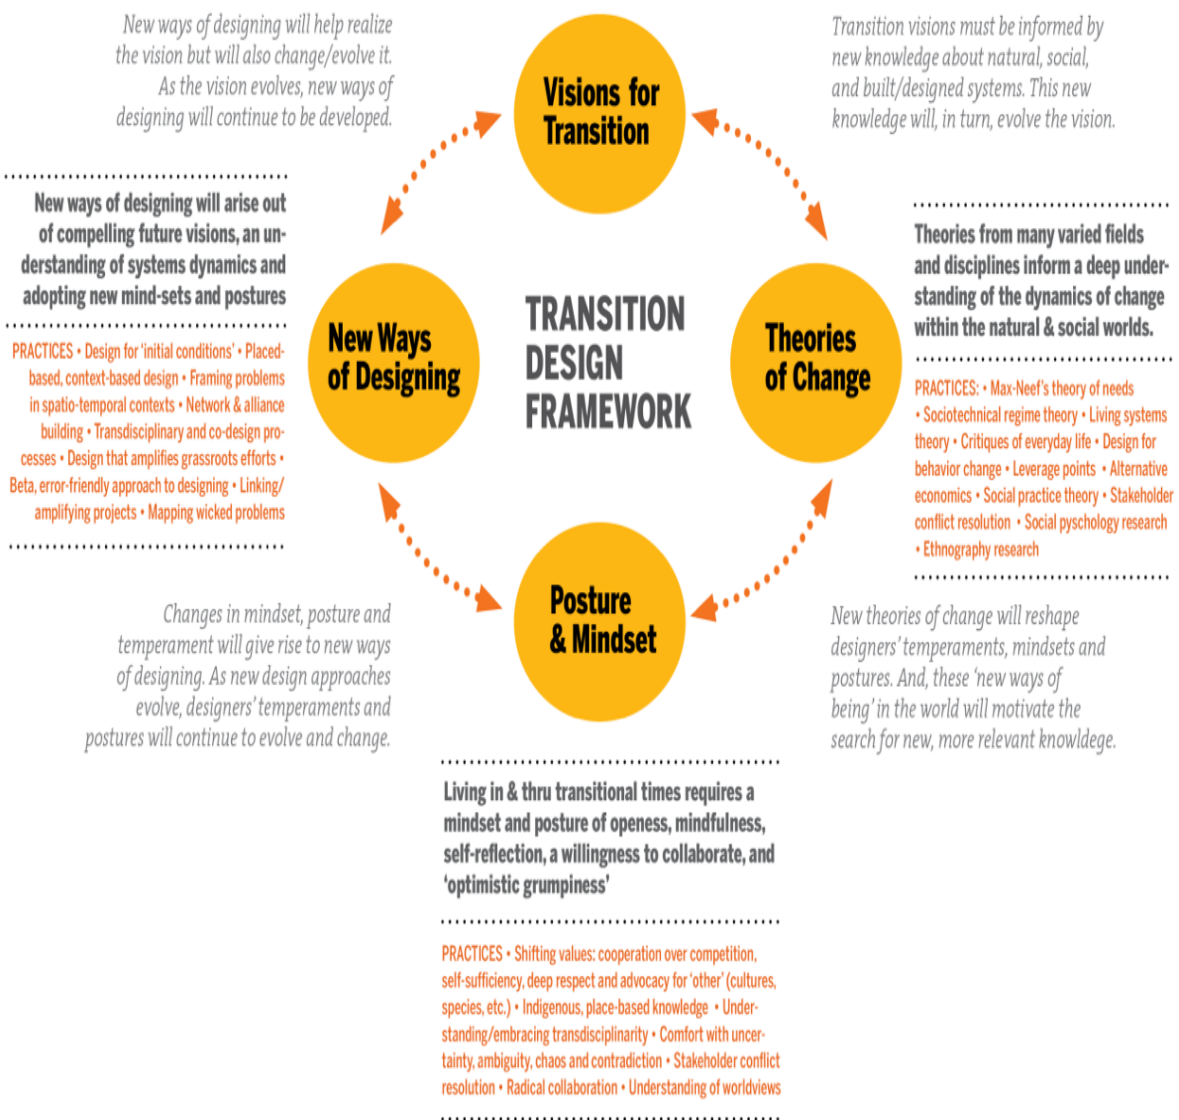 New ways of designing will help realize
the vision but will also change/evolve it.
As the vision evolves, new ways of
designing will continue to be developed.
Visions for
Transition
Transition visions must be informed by
new knowledge about natural, social,
and built/designed systems. This new
knowledge will, in turn, evolve the vision.
New ways of designing will arise out
of compelling future visions, an un-
derstanding of systems dynamics and
adopting new mind-sets and postures
PRACTICES • Design for ‘initial conditions’ • Placed-
based, context-based design • Framing problems
in spatio-temporal contexts • Network & alliance
building • Transdisciplinary and co-design pro-
cesses • Design that amplifies grassroots efforts •
Beta, error-friendly approach to designing • Linking/
amplifying projects • Mapping wicked problems
New Ways
of Designing
TRANSITION
DESIGN
FRAMEWORK
Theories
of Change
Theories from many varied fields
and disciplines inform a deep under-
standing of the dynamics of change
within the natural & social worlds.
PRACTICES: • Max-Neef’s theory of needs
• Sociotechnical regime theory • Living systems
theory • Critiques of everyday life • Design for
behavior change • Leverage points • Alternative
economics • Social practice theory • Stakeholder
conflict resolution • Social pyschology research
• Ethnography research
Changes in mindset, posture and
temperament will give rise to new ways
of designing. As new design approaches
evolve, designers’ temperaments and
postures will continue to evolve and change.
Posture
& Mindset
New theories of change will reshape
designers’ temperaments, mindsets and
postures. And, these ‘new ways of
being’ in the world will motivate the
search for new, more relevant knowldege.
Living in & thru transitional times requires a
mindset and posture of openess, mindfulness,
self-reflection, a willingness to collaborate, and
‘optimistic grumpiness’
PRACTICES • Shifting values: cooperation over competition,
self-sufficiency, deep respect and advocacy for ‘other’ (cultures,
species, etc.) • Indigenous, place-based knowledge • Under-
standing/embracing transdisciplinarity • Comfort with uncer-
tainty, ambiguity, chaos and contradiction • Stakeholder conflict
resolution • Radical collaboration • Understanding of worldviews